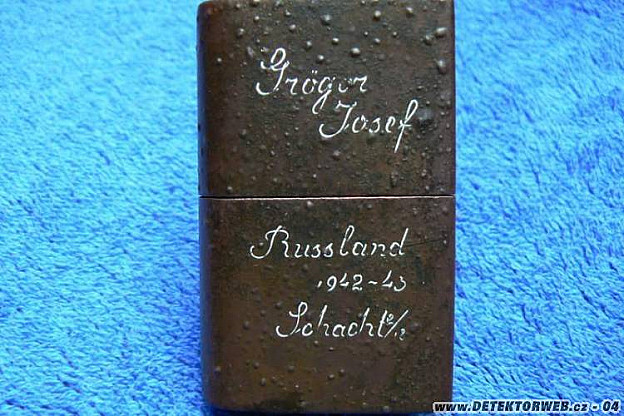 Gröger
Josef
Russland
1942-43
Schacht
www.DETEKTORWEB.cz - 04